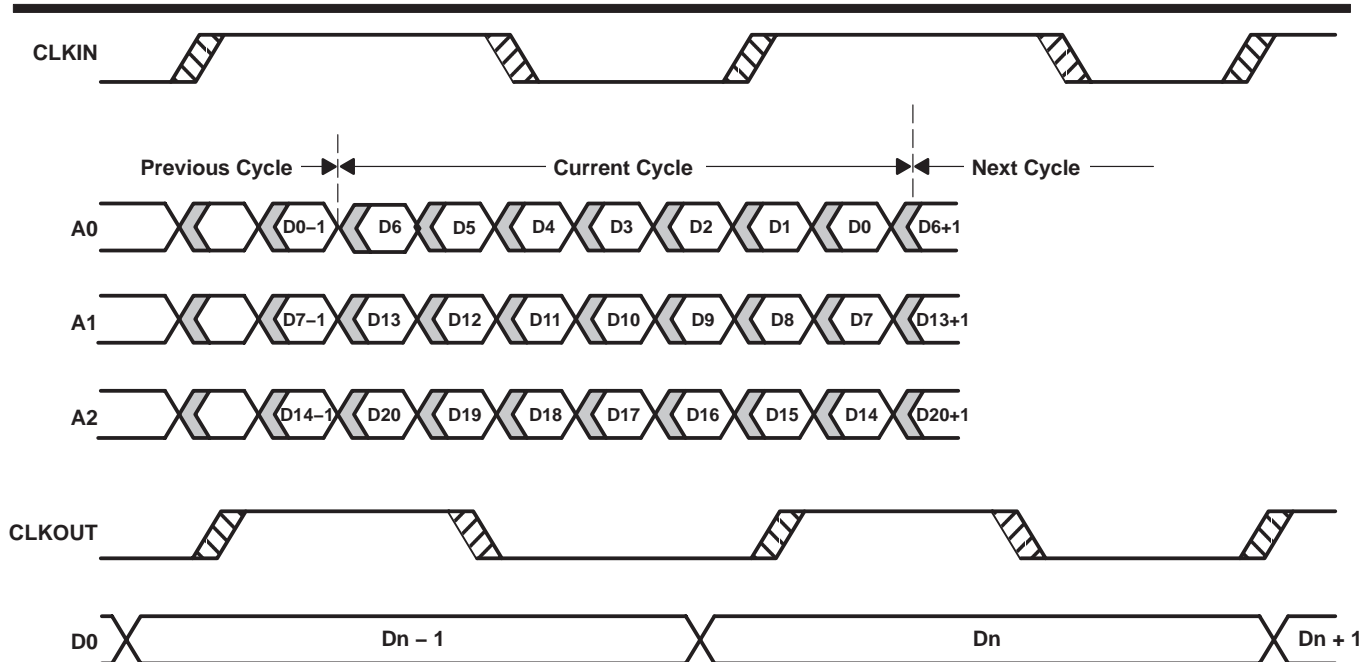 CLKIN
Previous Cycle Current Cycle Next Cycle
A0 D0–1 D6 D5 D4 D3 D2 D1 D0 D6+1
A1 D7–1 D13 D12 D11 D10 D9 D8 D7 D13+1
A2 D14–1 D20 D19 D18 D17 D16 D15 D14 D20+1
CLKOUT
D0 Dn – 1 Dn Dn + 1